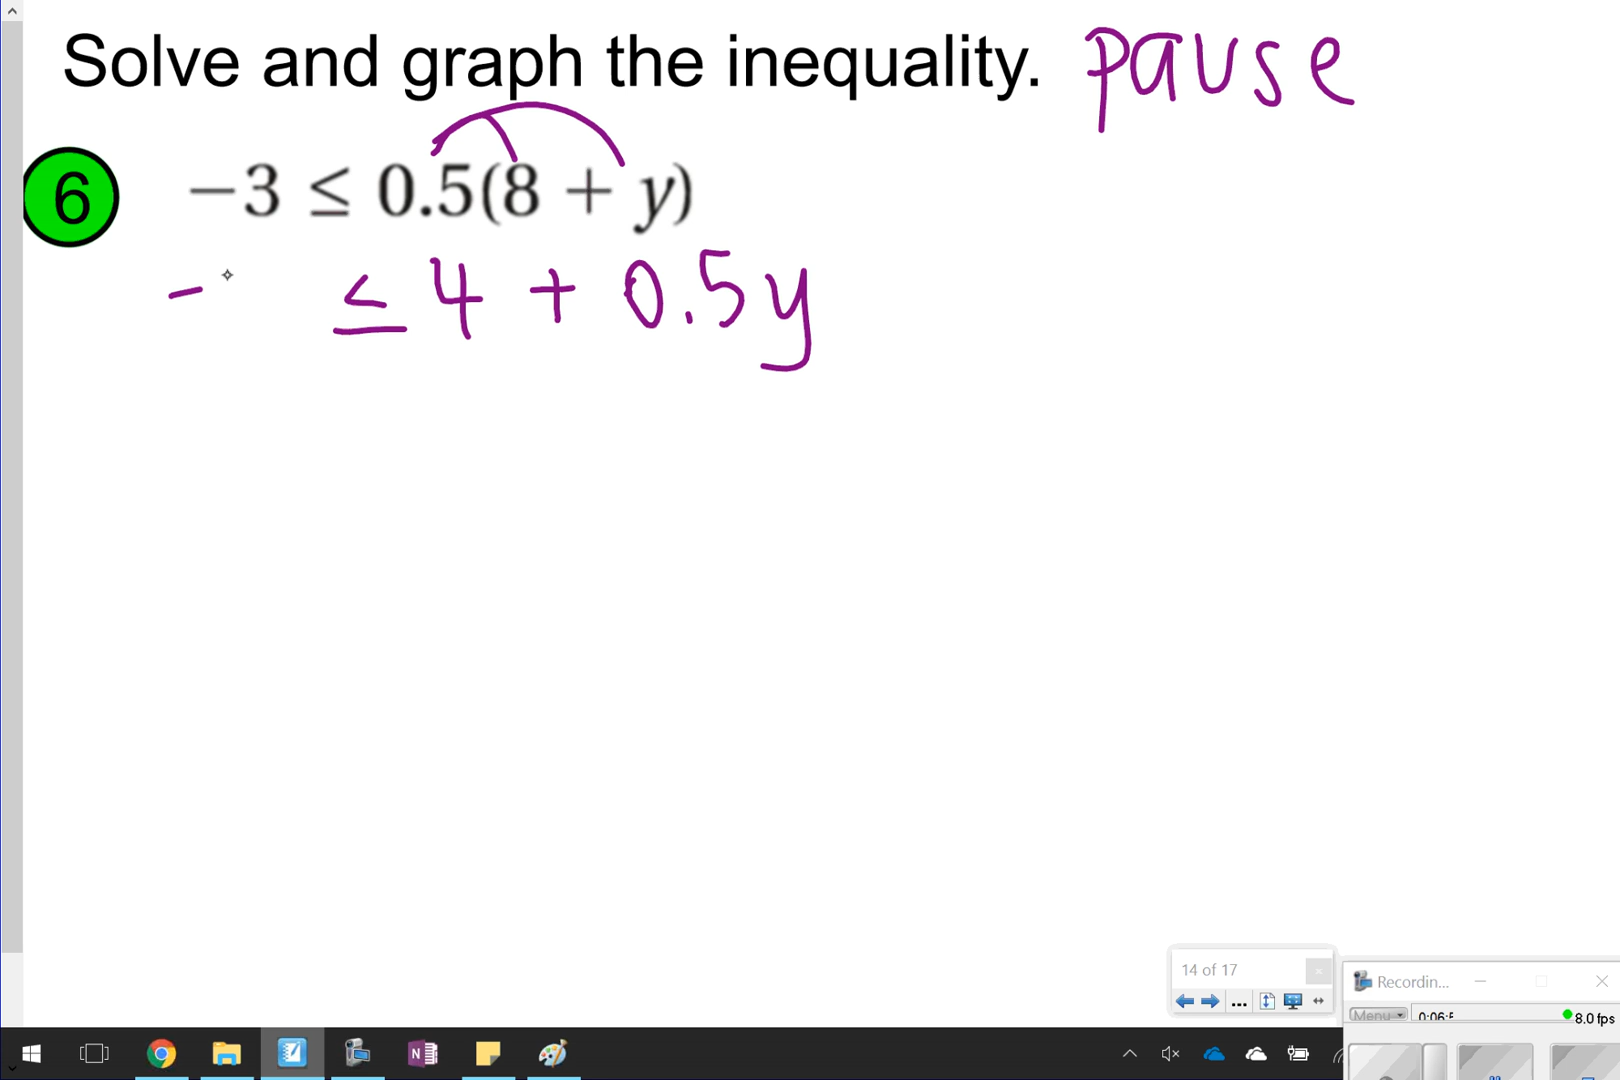 Solve and graph the inequality. pause
6 −3 ≤ 0.5(8 + y)
- ≤ 4 + 0.5y
14 of 17
Recordin...
Menu
8.0 fps